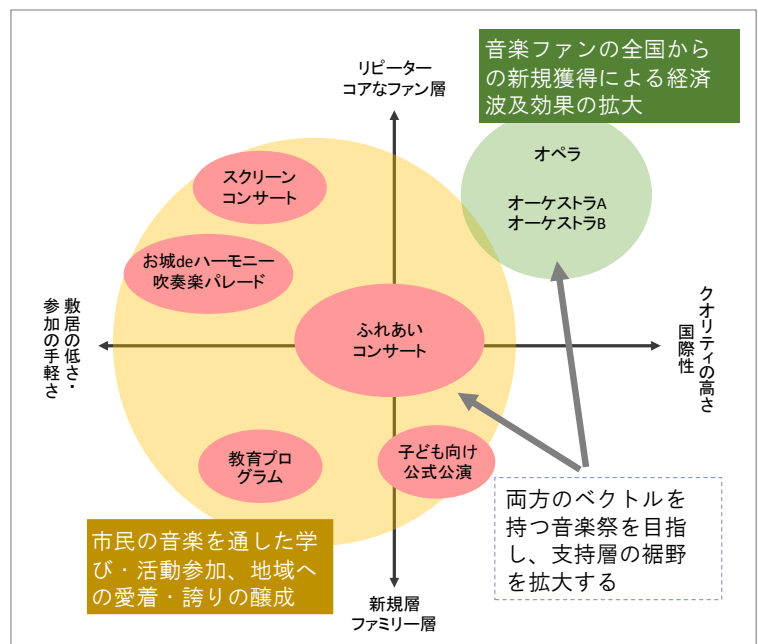 リピーター
コアなファン層
音楽ファンの全国から
の新規獲得による経済
波及効果の拡大
オペラ
オーケストラA
オーケストラB
スクリーン
コンサート
お城deハーモニー
吹奏楽パレード
ふれあい
コンサート
敷居の低さ・
参加の手軽さ
クオリティの高さ
国際性
教育プロ
グラム
子ども向け
公式公演
両方のベクトルを
持つ音楽祭を目指
し、支持層の裾野
を拡大する
市民の音楽を通した学
び・活動参加、地域へ
の愛着・誇りの醸成
新規層
ファミリー層